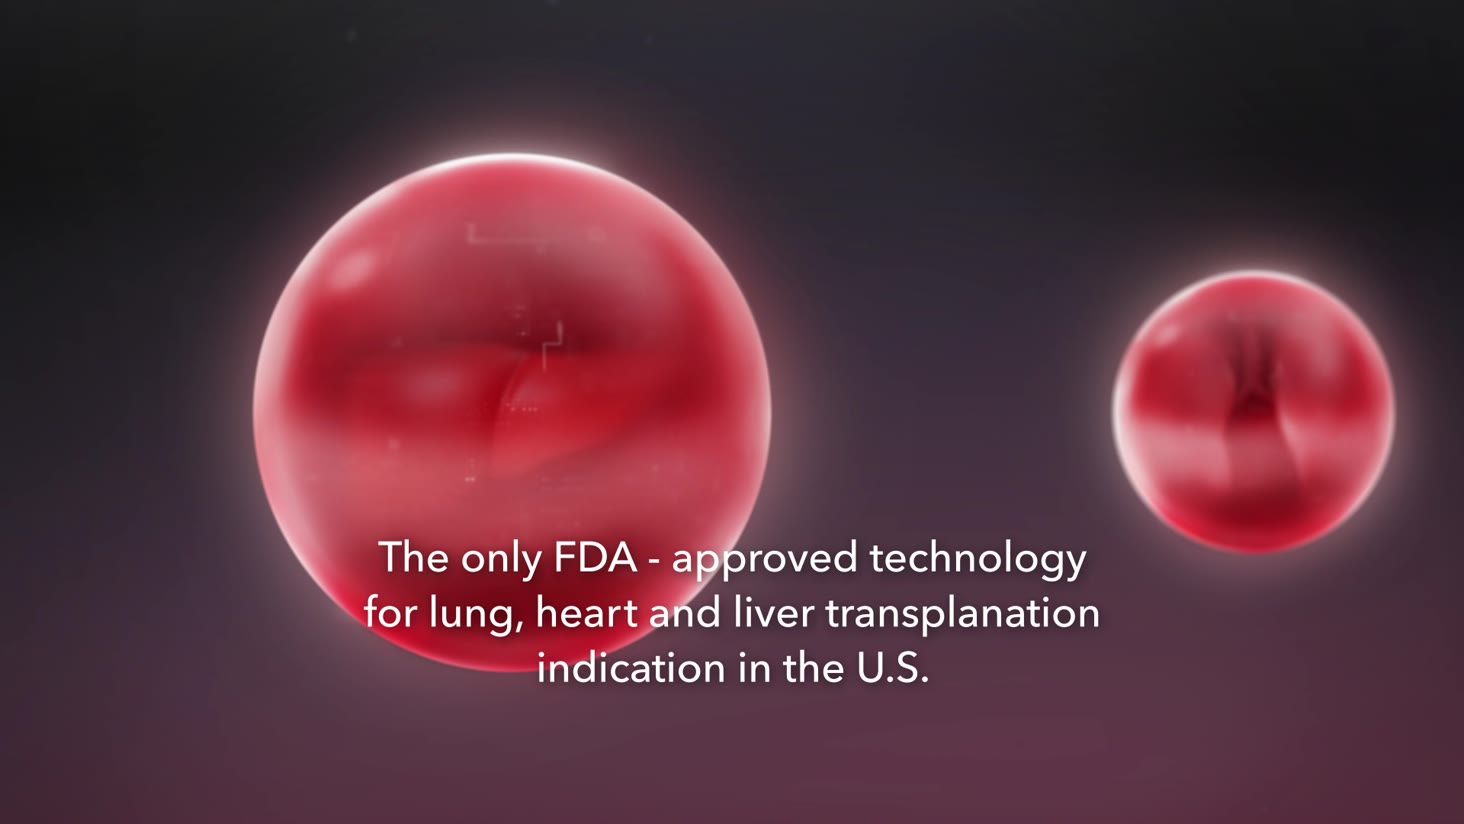 The only FDA - approved technology
for lung, heart and liver transplanation
indication in the U.S.